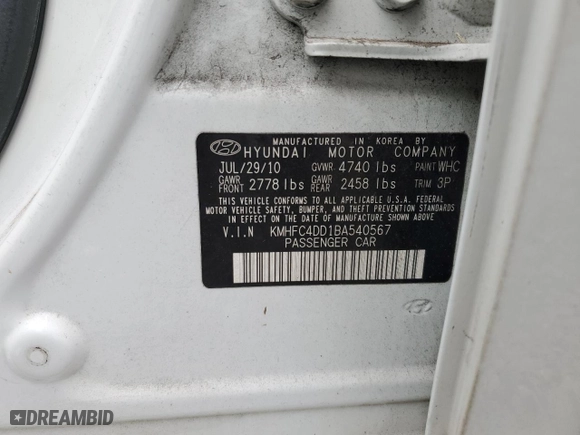 MANUFACTURED IN KOREA BY
HYUNDAI MOTOR COMPANY
JUL/29/10 GVWR 4740 lbs PAINT WHC
GAWR FRONT 2778 lbs GAWR REAR 2458 lbs TRIM 3P
THIS VEHICLE CONFORMS TO ALL APPLICABLE U.S.A. FEDERAL
MOTOR VEHICLE SAFETY, BUMPER, AND THEFT PREVENTION STANDARDS
IN EFFECT ON THE DATE OF MANUFACTURE SHOWN ABOVE.
V.I.N KMHFC4DD1BA540567
PASSENGER CAR
DREAMBID